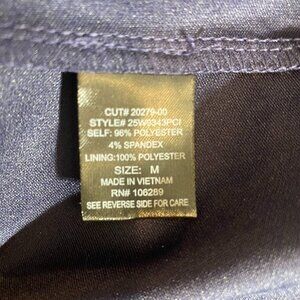 CUT# 20279-00
STYLE# 25W6343PCI
SELF: 96% POLYESTER
4% SPANDEX
LINING:100% POLYESTER
SIZE: M
MADE IN VIETNAM
RN# 106289
SEE REVERSE SIDE FOR CARE